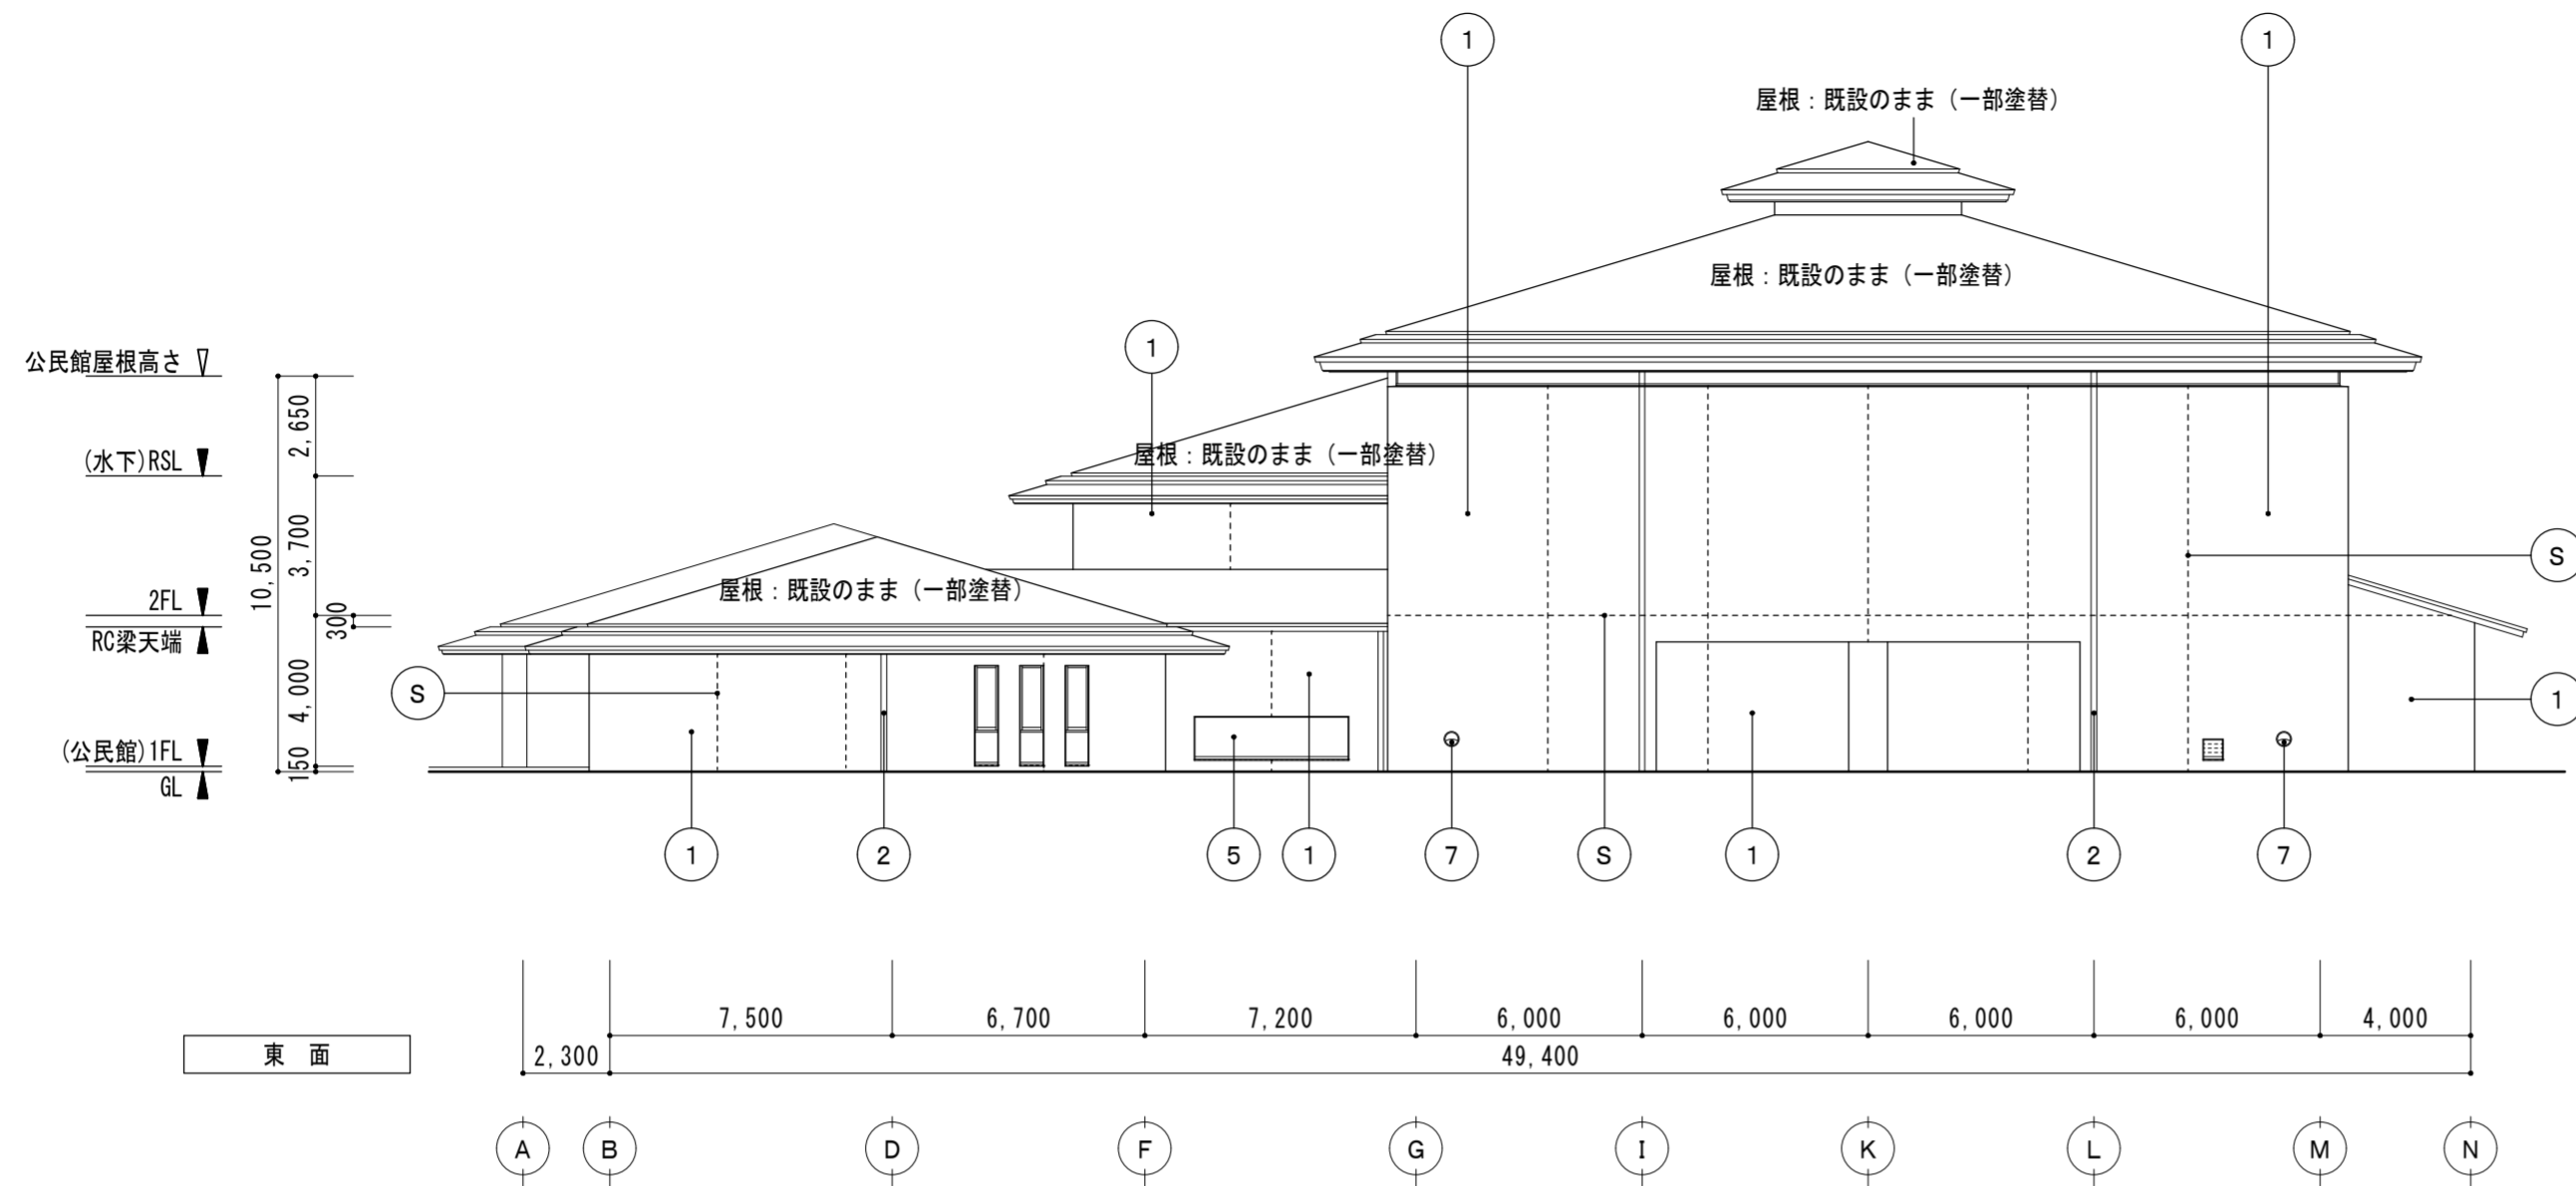 1
1
屋根：既設のまま（一部塗替）
屋根：既設のまま（一部塗替）
1
公民館屋根高さ
2,650
(水下)RSL
屋根：既設のまま（一部塗替）
10,500
3,700
S
2FL
屋根：既設のまま（一部塗替）
300
RC梁天端
4,000
S
1
(公民館)1FL
150
GL
1
2
5
1
7
S
1
2
7
7,500
6,700
7,200
6,000
6,000
6,000
6,000
4,000
東　面
2,300
49,400
A
B
D
F
G
I
K
L
M
N